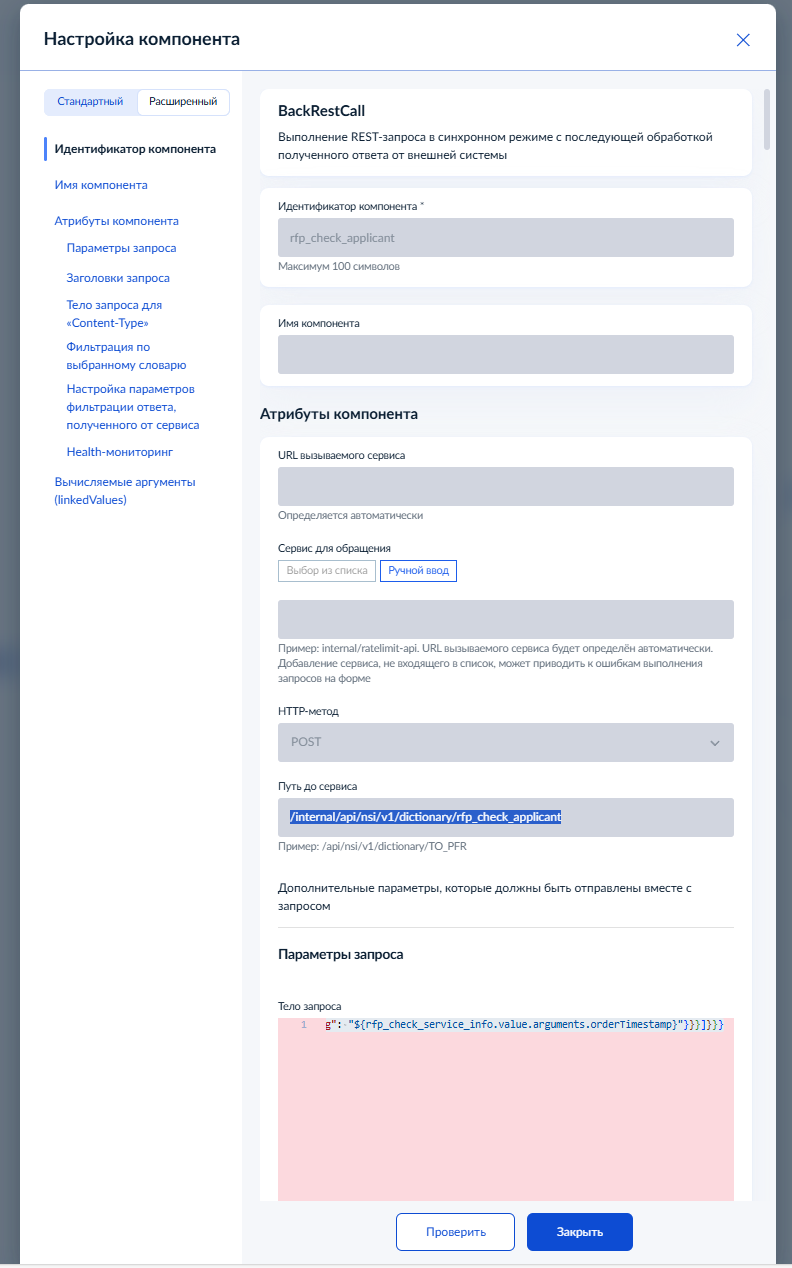 Настройка компонента
Стандартный
Расширенный
Идентификатор компонента
Имя компонента
Атрибуты компонента
Параметры запроса
Заголовки запроса
Тело запроса для
«Content-Type»
Фильтрация по
выбранному словарю
Настройка параметров
фильтрации ответа,
полученного от сервиса
Health-мониторинг
Вычисляемые аргументы
(linkedValues)
BackRestCall
Выполнение REST-запроса в синхронном режиме с последующей обработкой
полученного ответа от внешней системы
Идентификатор компонента *
rfp_check_applicant
Максимум 100 символов
Имя компонента
Атрибуты компонента
URL вызываемого сервиса
Определяется автоматически
Сервис для обращения
Выбор из списка
Ручной ввод
Пример: internal/ratelimit-api. URL вызываемого сервиса будет определён автоматически.
Добавление сервиса, не входящего в список, может приводить к ошибкам выполнения
запросов на форме
HTTP-метод
POST
Путь до сервиса
/internal/api/nsi/v1/dictionary/rfp_check_applicant
Пример: /api/nsi/v1/dictionary/TO_PFR
Дополнительные параметры, которые должны быть отправлены вместе с
запросом
Параметры запроса
Тело запроса
1 g": "${rfp_check_service_info.value.arguments.orderTimestamp}"}}}]}}}
Проверить
Закрыть